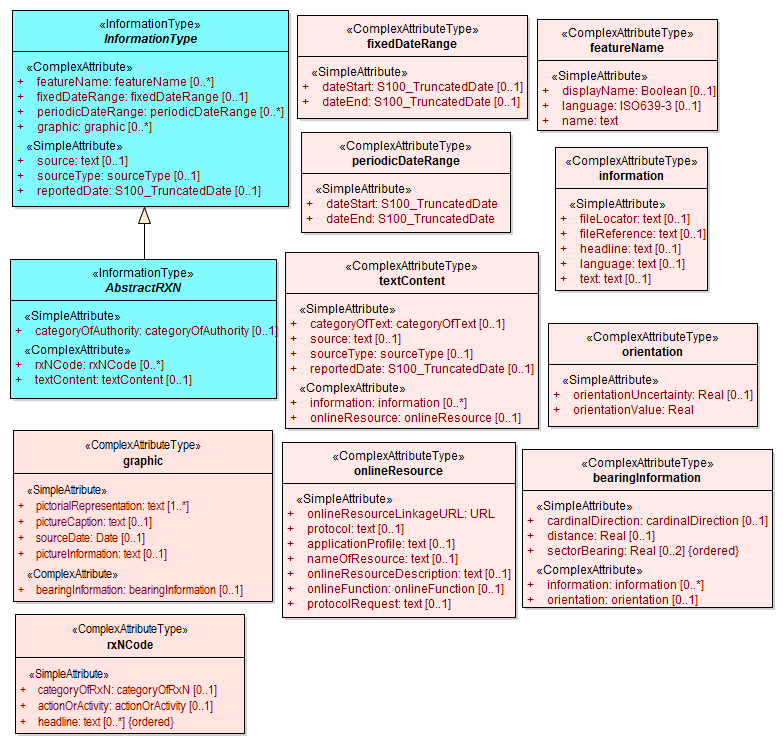 «InformationType»
InformationType
«ComplexAttribute»
+ featureName: featureName [0..*]
+ fixedDateRange: fixedDateRange [0..1]
+ periodicDateRange: periodicDateRange [0..*]
+ graphic: graphic [0..*]
«SimpleAttribute»
+ source: text [0..1]
+ sourceType: sourceType [0..1]
+ reportedDate: S100_TruncatedDate [0..1]
«ComplexAttributeType»
fixedDateRange
«SimpleAttribute»
+ dateStart: S100_TruncatedDate [0..1]
+ dateEnd: S100_TruncatedDate [0..1]
«ComplexAttributeType»
featureName
«SimpleAttribute»
+ displayName: Boolean [0..1]
+ language: ISO639-3 [0..1]
+ name: text
«ComplexAttributeType»
periodicDateRange
«SimpleAttribute»
+ dateStart: S100_TruncatedDate
+ dateEnd: S100_TruncatedDate
«ComplexAttributeType»
information
«SimpleAttribute»
+ fileLocator: text [0..1]
+ fileReference: text [0..1]
+ headline: text [0..1]
+ language: text [0..1]
+ text: text [0..1]
«InformationType»
AbstractRXN
«SimpleAttribute»
+ categoryOfAuthority: categoryOfAuthority [0..1]
«ComplexAttribute»
+ rxNCode: rxNCode [0..*]
+ textContent: textContent [0..1]
«ComplexAttributeType»
textContent
«SimpleAttribute»
+ categoryOfText: categoryOfText [0..1]
+ source: text [0..1]
+ sourceType: sourceType [0..1]
+ reportedDate: S100_TruncatedDate [0..1]
«ComplexAttribute»
+ information: information [0..*]
+ onlineResource: onlineResource [0..1]
«ComplexAttributeType»
orientation
«SimpleAttribute»
+ orientationUncertainty: Real [0..1]
+ orientationValue: Real
«ComplexAttributeType»
graphic
«SimpleAttribute»
+ pictorialRepresentation: text [1..*]
+ pictureCaption: text [0..1]
+ sourceDate: Date [0..1]
+ pictureInformation: text [0..1]
«ComplexAttribute»
+ bearingInformation: bearingInformation [0..1]
«ComplexAttributeType»
onlineResource
«SimpleAttribute»
+ onlineResourceLinkageURL: URL
+ protocol: text [0..1]
+ applicationProfile: text [0..1]
+ nameOfResource: text [0..1]
+ onlineResourceDescription: text [0..1]
+ onlineFunction: onlineFunction [0..1]
+ protocolRequest: text [0..1]
«ComplexAttributeType»
bearingInformation
«SimpleAttribute»
+ cardinalDirection: cardinalDirection [0..1]
+ distance: Real [0..1]
+ sectorBearing: Real [0..2] {ordered}
«ComplexAttribute»
+ information: information [0..*]
+ orientation: orientation [0..1]
«ComplexAttributeType»
rxNCode
«SimpleAttribute»
+ categoryOfRxN: categoryOfRxN [0..1]
+ actionOrActivity: actionOrActivity [0..1]
+ headline: text [0..*] {ordered}